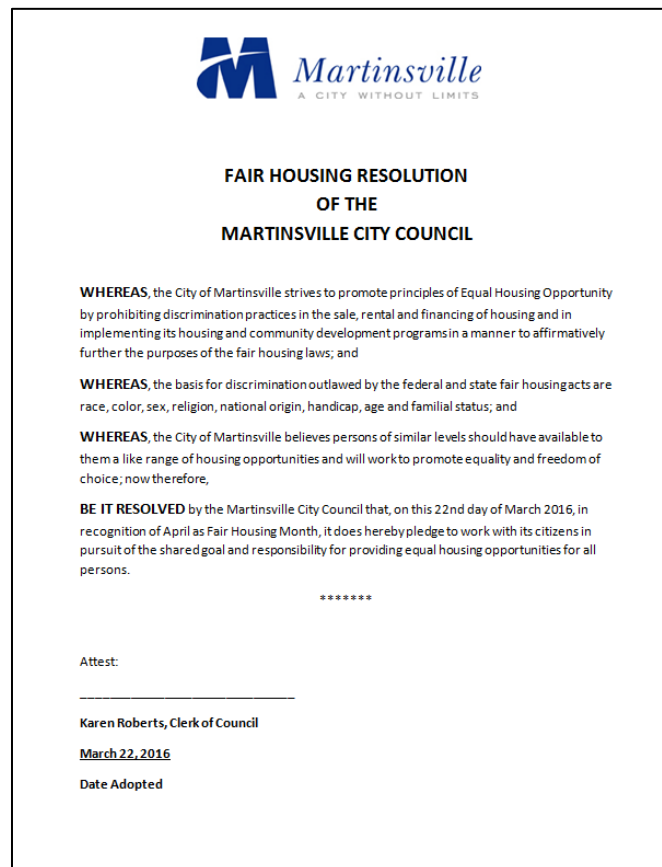 Martinsville
A CITY WITHOUT LIMITS
FAIR HOUSING RESOLUTION
OF THE
MARTINSVILLE CITY COUNCIL
WHEREAS, the City of Martinsville strives to promote principles of Equal Housing Opportunity
by prohibiting discrimination practices in the sale, rental and financing of housing and in
implementing its housing and community development programs in a manner to affirmatively
further the purposes of the fair housing laws; and
WHEREAS, the basis for discrimination outlawed by the federal and state fair housing acts are
race, color, sex, religion, national origin, handicap, age and familial status; and
WHEREAS, the City of Martinsville believes persons of similar levels should have available to
them a like range of housing opportunities and will work to promote equality and freedom of
choice; now therefore,
BE IT RESOLVED by the Martinsville City Council that, on this 22nd day of March 2016, in
recognition of April as Fair Housing Month, it does hereby pledge to work with its citizens in
pursuit of the shared goal and responsibility for providing equal housing opportunities for all
persons.
*******
Attest:
______________________________
Karen Roberts, Clerk of Council
March 22, 2016
Date Adopted